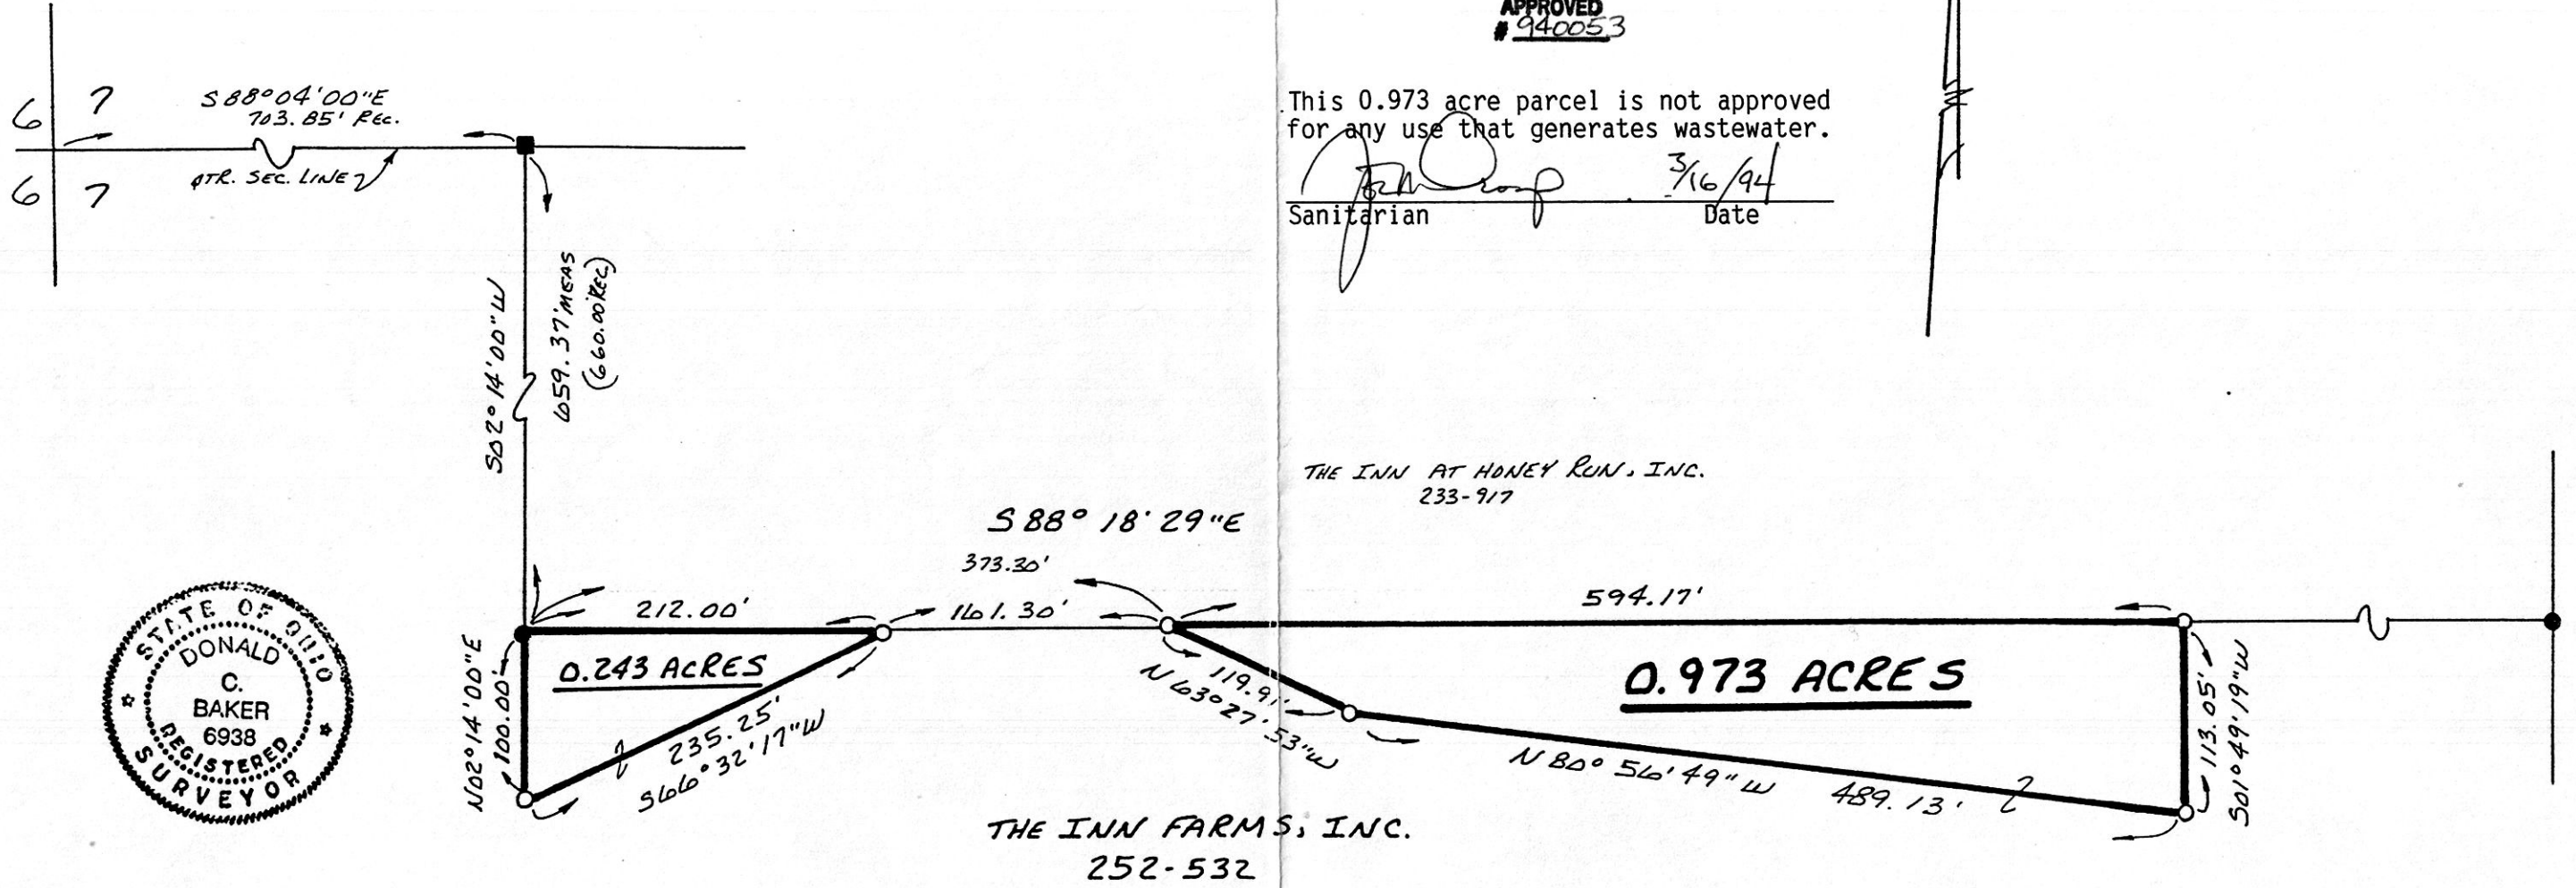 APPROVED
# 940053
This 0.973 acre parcel is not approved
for any use that generates wastewater.
3/16/94
Sanitarian Date
6 7
S 88° 04' 00" E
703.85' REC.
QTR. SEC. LINE
6 7
S02° 14' 00" W
659.37' MEAS
(660.00 REC)
THE INN AT HONEY RUN, INC.
233-917
S 88° 18' 29" E
373.30'
212.00'
161.30'
594.17'
0.243 ACRES
N02° 14' 00" E
100.00'
235.25'
S66° 32' 17" W
119.91'
N 63° 27' 53" W
0.973 ACRES
N 80° 56' 49" W 489.13'
113.05'
S01° 49' 19" W
THE INN FARMS, INC.
252-532
STATE OF OHIO
DONALD
C.
BAKER
6938
REGISTERED
SURVEYOR